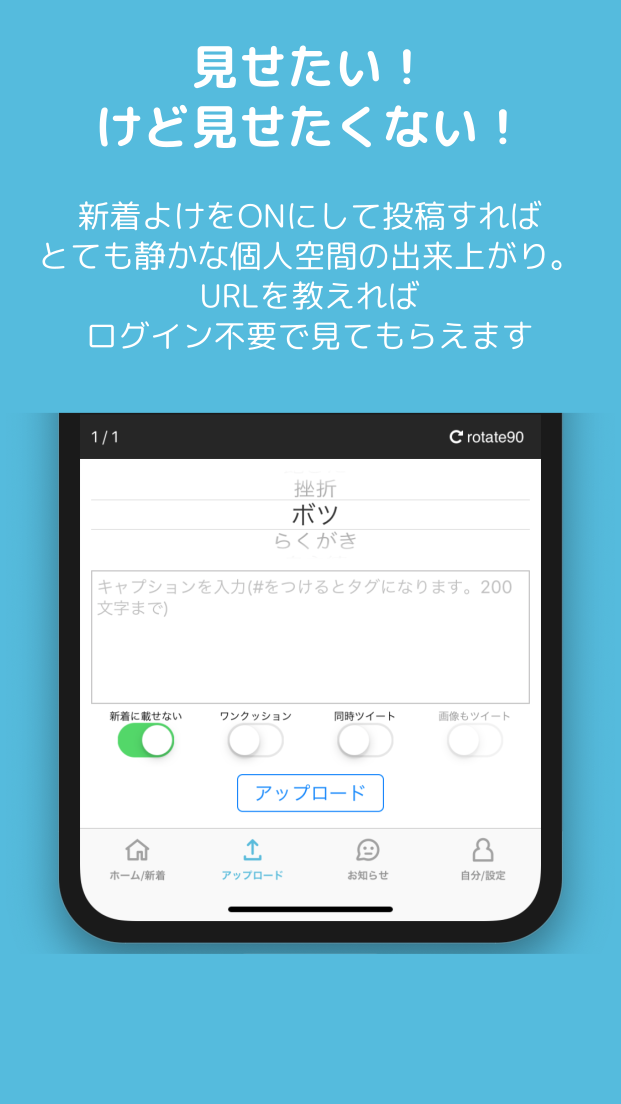 見せたい！
けど見せたくない！
新着よけをONにして投稿すれば
とても静かな個人空間の出来上がり。
URLを教えれば
ログイン不要で見てもらえます
1 / 1
rotate90
挫折
ボツ
らくがき
キャプションを入力(#をつけるとタグになります。200
文字まで)
新着に載せない ワンクッション 同時ツイート 画像もツイート
アップロード
ホーム/新着 アップロード お知らせ 自分/設定